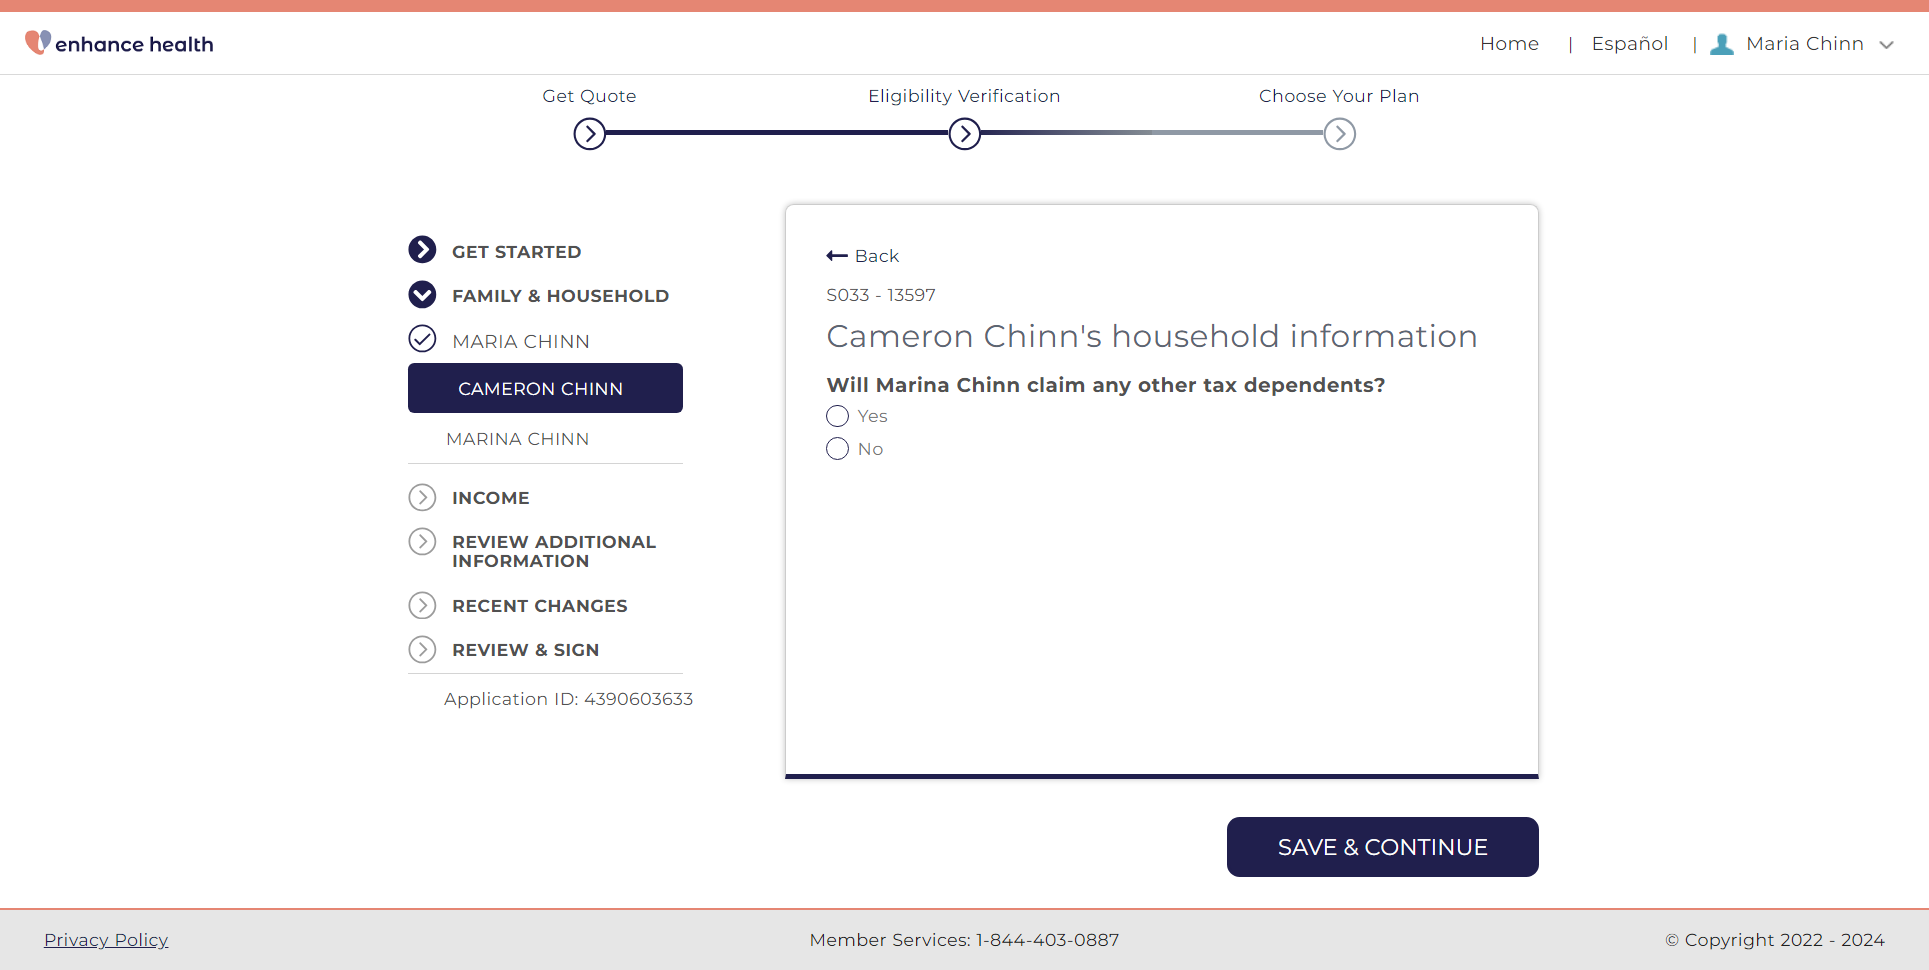 enhance health
Home | Español | Maria Chinn
Get Quote
Eligibility Verification
Choose Your Plan
GET STARTED
FAMILY & HOUSEHOLD
MARIA CHINN
CAMERON CHINN
MARINA CHINN
INCOME
REVIEW ADDITIONAL
INFORMATION
RECENT CHANGES
REVIEW & SIGN
Application ID: 4390603633
Back
S033 - 13597
Cameron Chinn's household information
Will Marina Chinn claim any other tax dependents?
Yes
No
SAVE & CONTINUE
Privacy Policy
Member Services: 1-844-403-0887
© Copyright 2022 - 2024